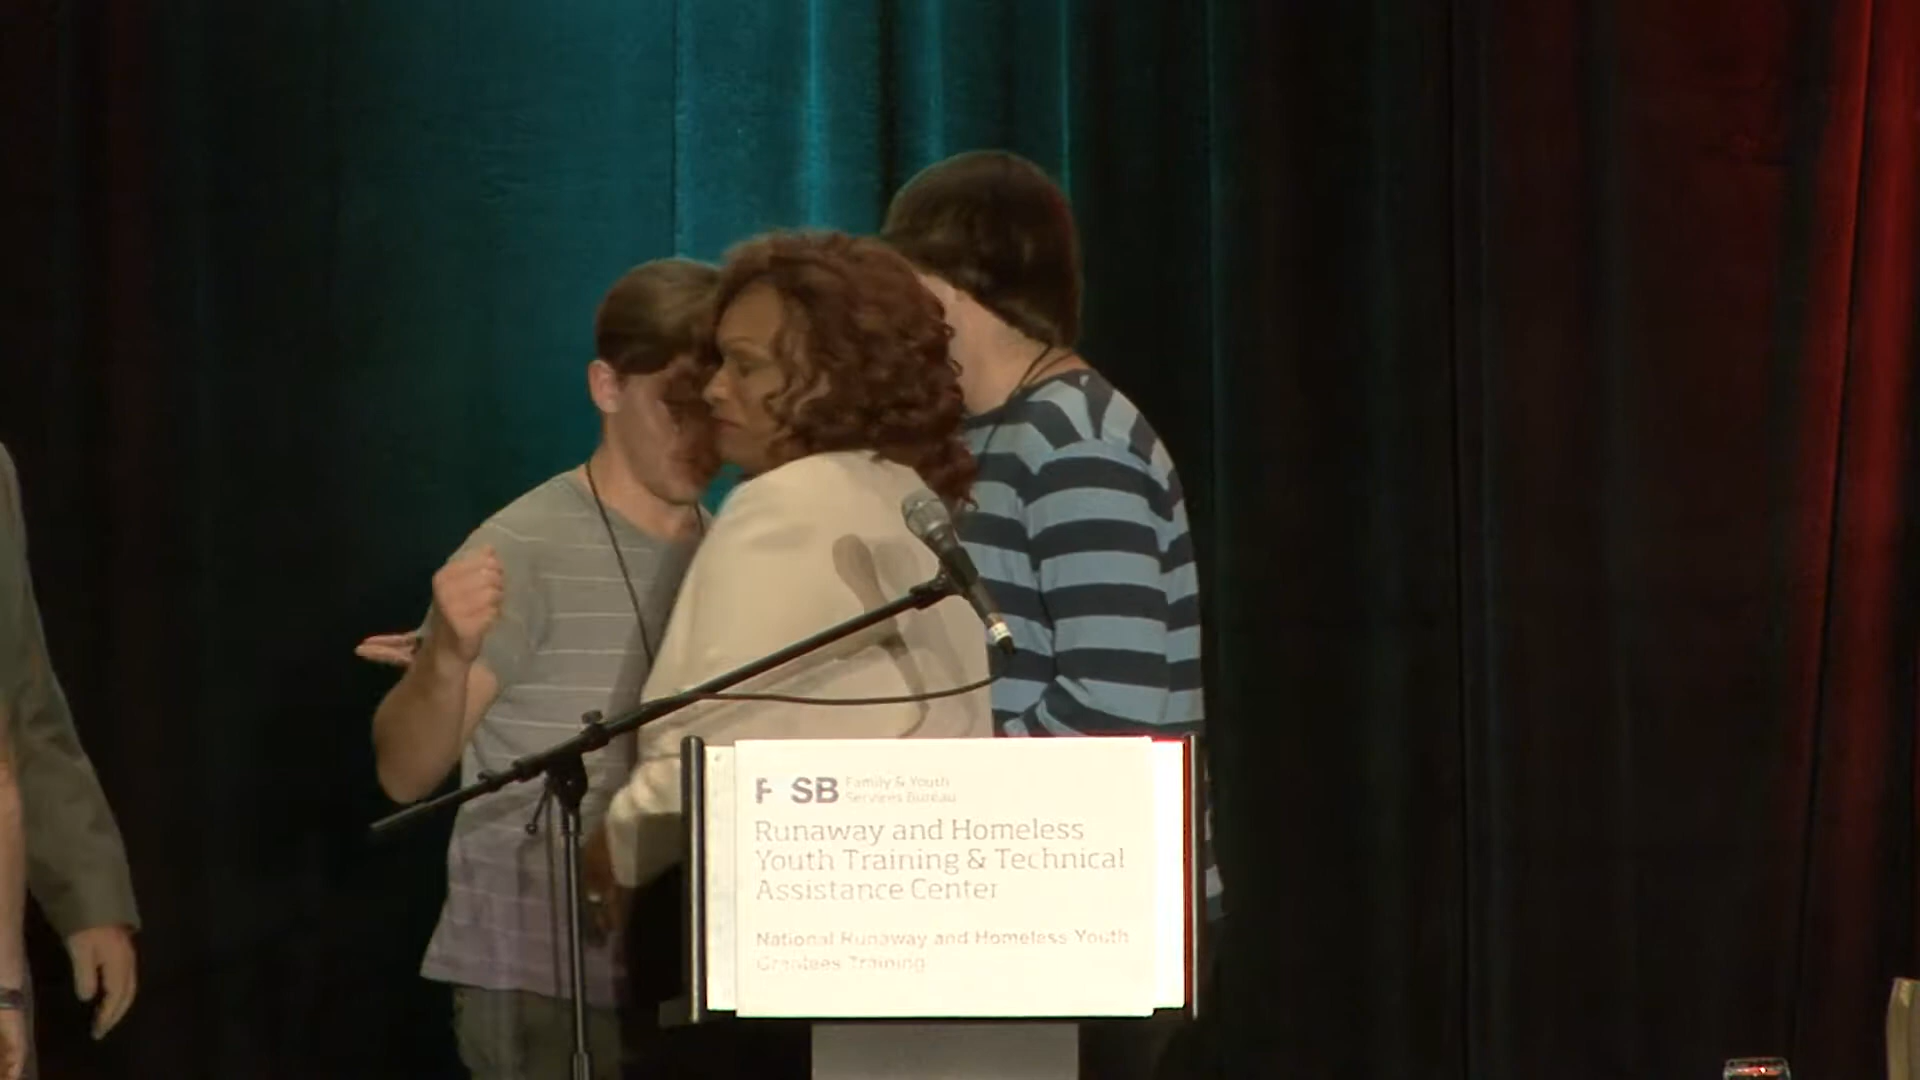 F SB Family & Youth
Services Bureau
Runaway and Homeless
Youth Training & Technical
Assistance Center
National Runaway and Homeless Youth
Grantees Training